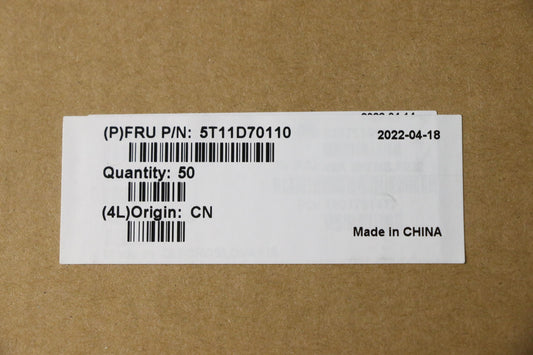 (P)FRU P/N: 5T11D70110
2022-04-18
Quantity: 50
(4L)Origin: CN
Made in CHINA